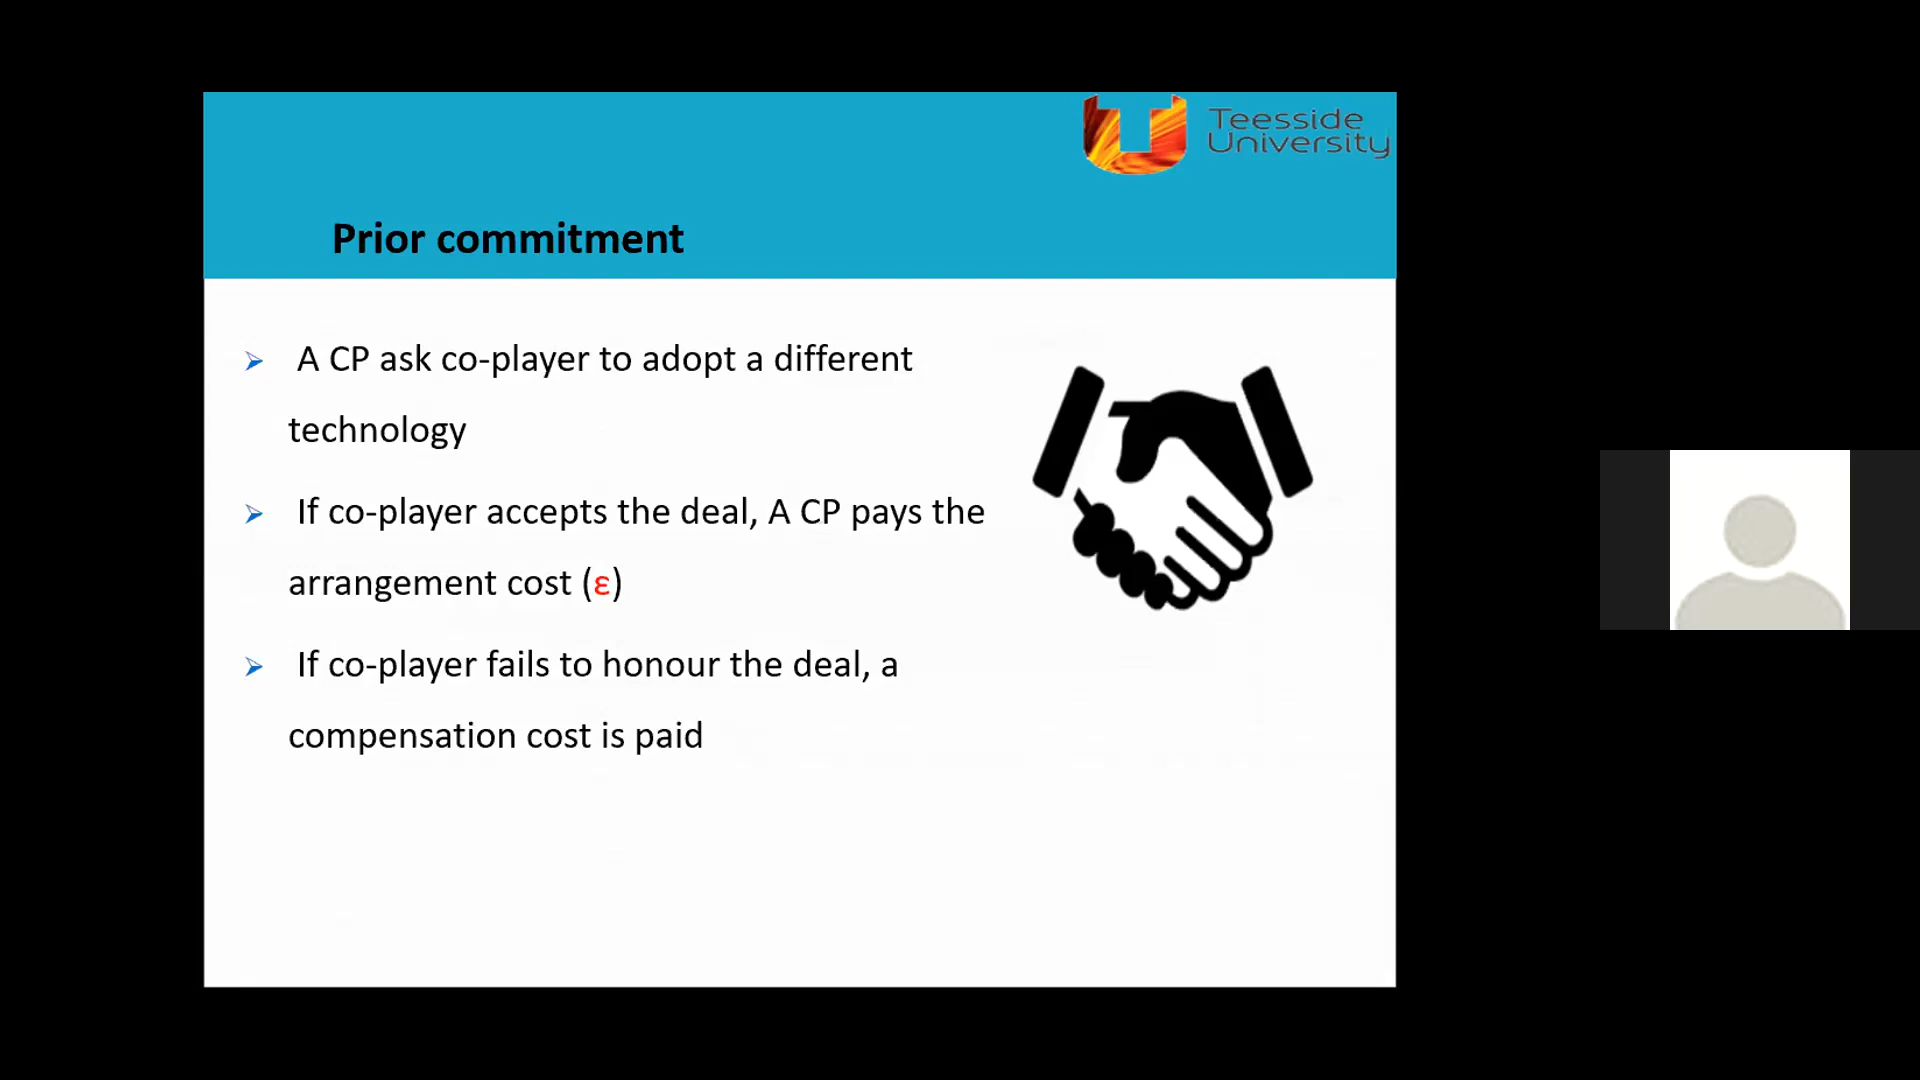 Teesside
University
Prior commitment
A CP ask co-player to adopt a different
technology
If co-player accepts the deal, A CP pays the
arrangement cost (ε)
If co-player fails to honour the deal, a
compensation cost is paid